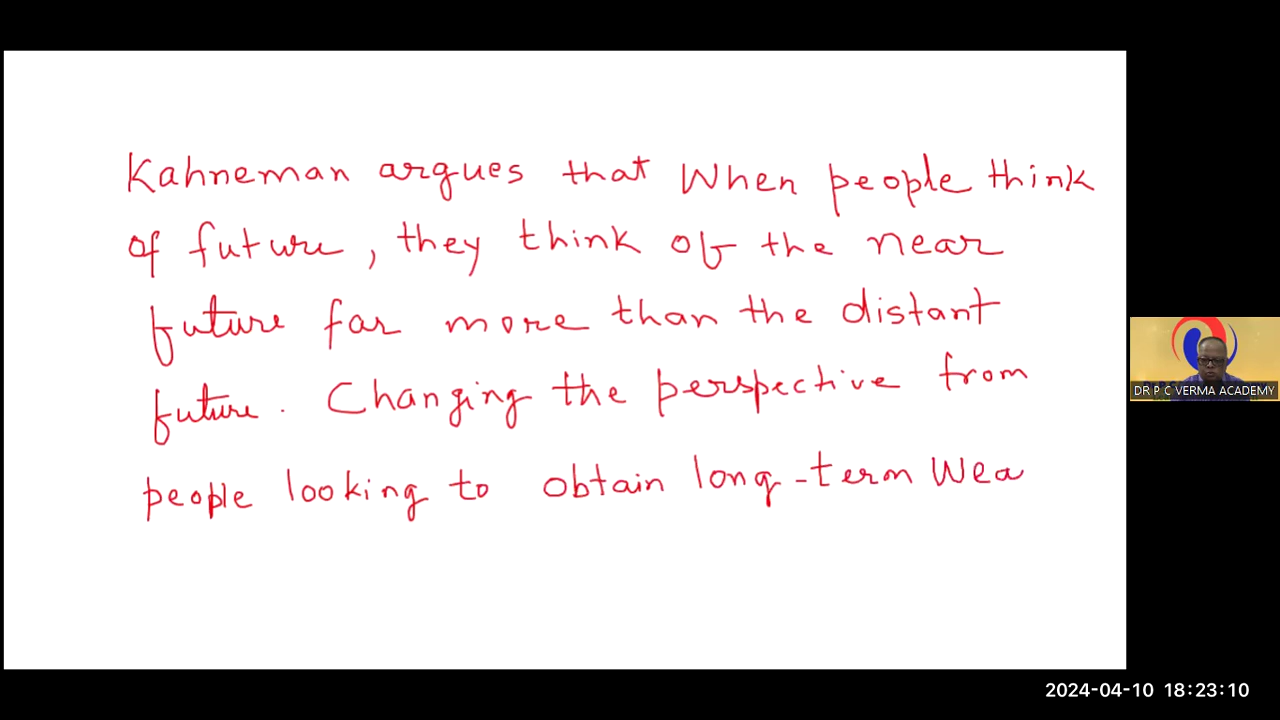 Kahneman argues that When people think
of future, they think of the near
future far more than the distant
future. Changing the perspective from
people looking to obtain long-term Wea
DR P C VERMA ACADEMY
2024-04-10 18:23:10